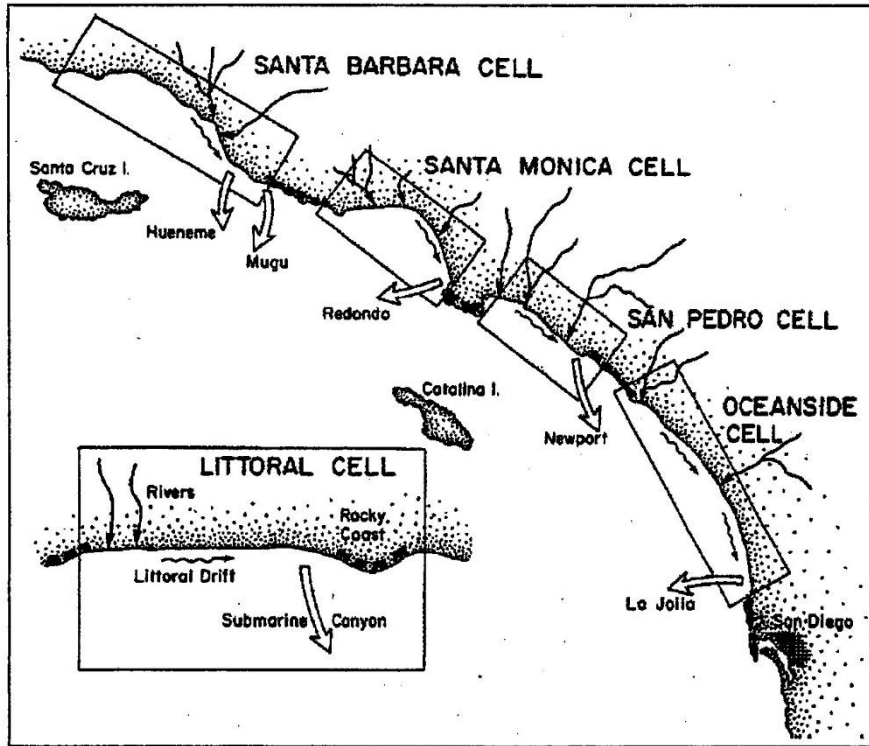 SANTA BARBARA CELL
Santa Cruz I.
SANTA MONICA CELL
Hueneme
Mugu
Redondo
SAN PEDRO CELL
Catalina I.
OCEANSIDE
CELL
Newport
LITTORAL CELL
Rivers
Rocky
Coast
Littoral Drift
Submarine Canyon
La Jolla
San Diego